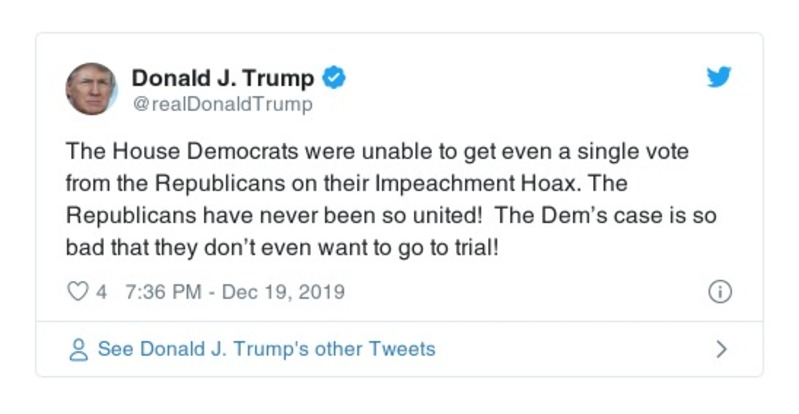 Donald J. Trump
@realDonaldTrump
The House Democrats were unable to get even a single vote
from the Republicans on their Impeachment Hoax. The
Republicans have never been so united!  The Dem’s case is so
bad that they don’t even want to go to trial!
4 7:36 PM - Dec 19, 2019
See Donald J. Trump's other Tweets